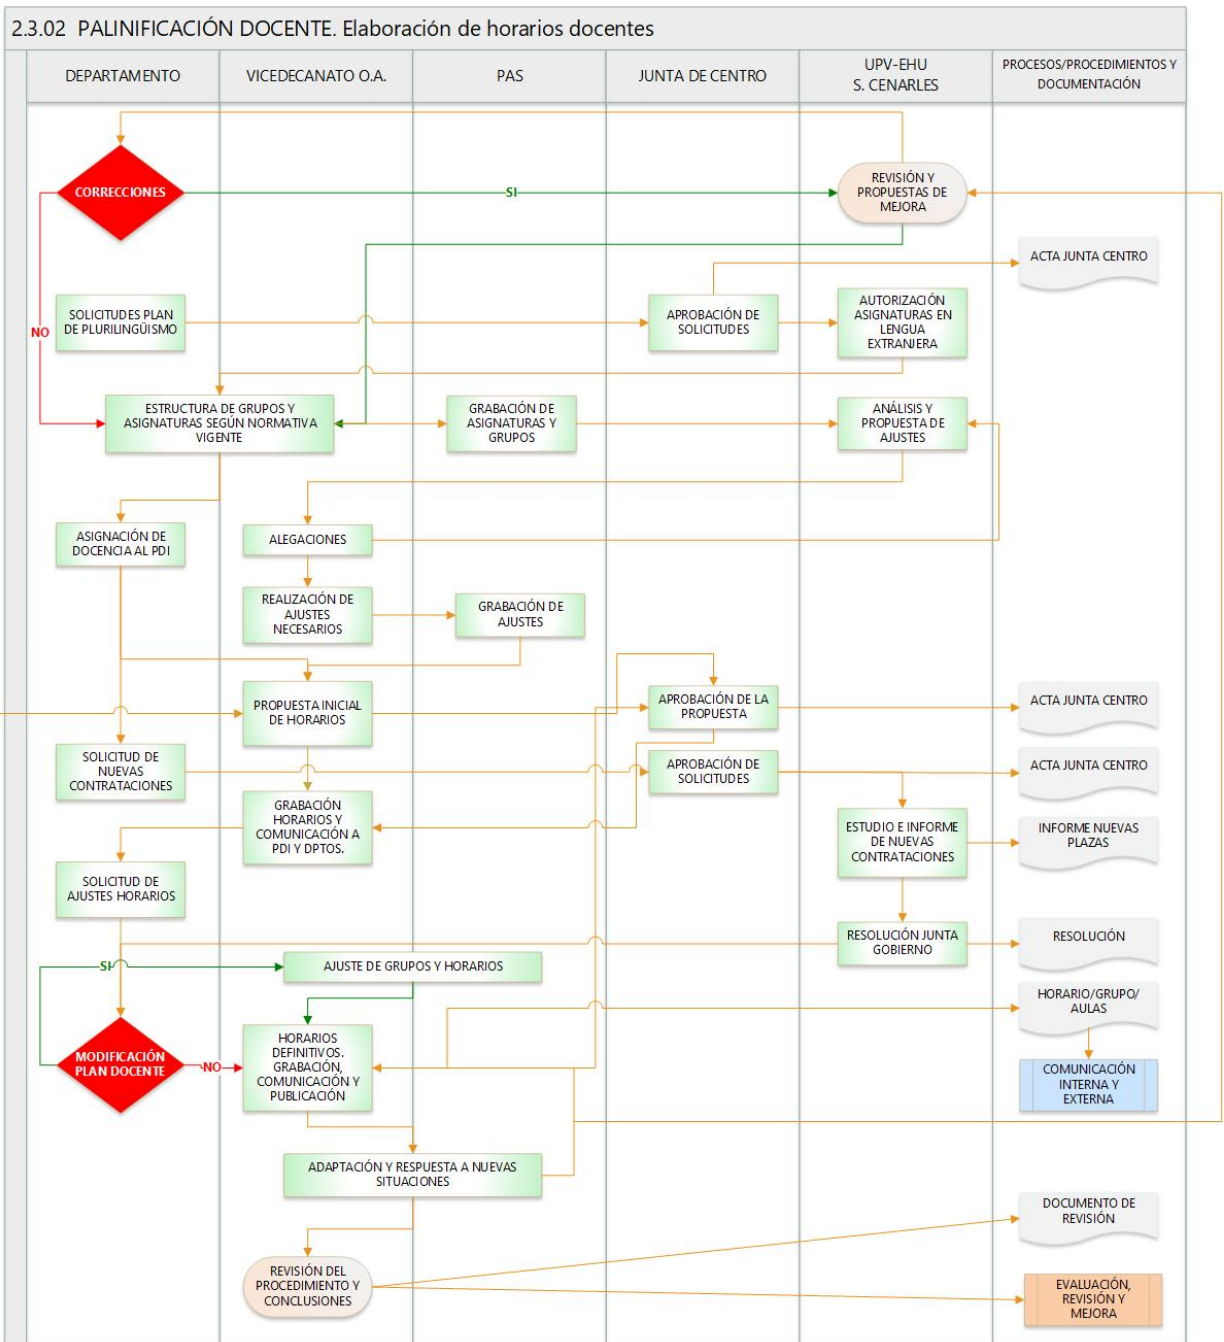 2.3.02 PALINIFICACIÓN DOCENTE. Elaboración de horarios docentes
DEPARTAMENTO
VICEDECANATO O.A.
PAS
JUNTA DE CENTRO
UPV-EHU
S. CENARLES
PROCESOS/PROCEDIMIENTOS Y
DOCUMENTACIÓN
CORRECCIONES
SI
REVISIÓN Y
PROPUESTAS DE
MEJORA
ACTA JUNTA CENTRO
NO
SOLICITUDES PLAN
DE PLURILINGÜISMO
APROBACIÓN DE
SOLICITUDES
AUTORIZACIÓN
ASIGNATURAS EN
LENGUA
EXTRANJERA
ESTRUCTURA DE GRUPOS Y
ASIGNATURAS SEGÚN NORMATIVA
VIGENTE
GRABACIÓN DE
ASIGNATURAS Y
GRUPOS
ANÁLISIS Y
PROPUESTA DE
AJUSTES
ASIGNACIÓN DE
DOCENCIA AL PDI
ALEGACIONES
REALIZACIÓN DE
AJUSTES
NECESARIOS
GRABACIÓN DE
AJUSTES
PROPUESTA INICIAL
DE HORARIOS
APROBACIÓN DE LA
PROPUESTA
ACTA JUNTA CENTRO
SOLICITUD DE
NUEVAS
CONTRATACIONES
APROBACIÓN DE
SOLICITUDES
ACTA JUNTA CENTRO
GRABACIÓN
HORARIOS Y
COMUNICACIÓN A
PDI Y DPTOS.
ESTUDIO E INFORME
DE NUEVAS
CONTRATACIONES
INFORME NUEVAS
PLAZAS
SOLICITUD DE
AJUSTES HORARIOS
RESOLUCIÓN JUNTA
GOBIERNO
RESOLUCIÓN
SI
AJUSTE DE GRUPOS Y HORARIOS
HORARIO/GRUPO/
AULAS
MODIFICACIÓN
PLAN DOCENTE
NO
HORARIOS
DEFINITIVOS.
GRABACIÓN,
COMUNICACIÓN Y
PUBLICACIÓN
COMUNICACIÓN
INTERNA Y
EXTERNA
ADAPTACIÓN Y RESPUESTA A NUEVAS
SITUACIONES
DOCUMENTO DE
REVISIÓN
REVISIÓN DEL
PROCEDIMIENTO Y
CONCLUSIONES
EVALUACIÓN,
REVISIÓN Y
MEJORA